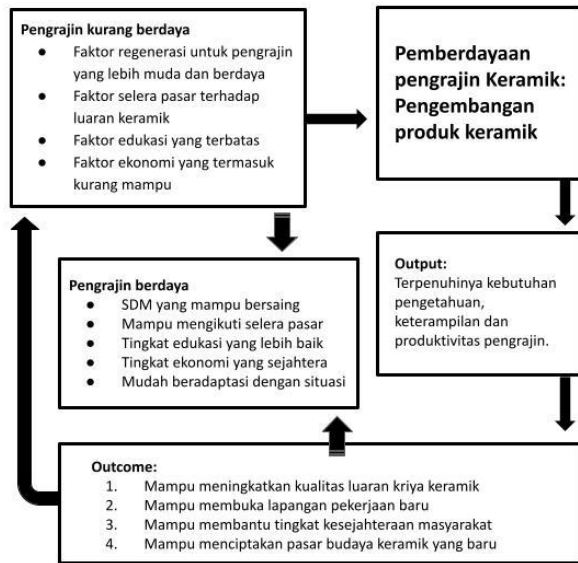 Pengrajin kurang berdaya
● Faktor regenerasi untuk pengrajin
yang lebih muda dan berdaya
● Faktor selera pasar terhadap
luaran keramik
● Faktor edukasi yang terbatas
● Faktor ekonomi yang termasuk
kurang mampu
Pemberdayaan
pengrajin Keramik:
Pengembangan
produk keramik
Pengrajin berdaya
● SDM yang mampu bersaing
● Mampu mengikuti selera pasar
● Tingkat edukasi yang lebih baik
● Tingkat ekonomi yang sejahtera
● Mudah beradaptasi dengan situasi
Output:
Terpenuhinya kebutuhan
pengetahuan,
keterampilan dan
produktivitas pengrajin.
Outcome:
1. Mampu meningkatkan kualitas luaran kriya keramik
2. Mampu membuka lapangan pekerjaan baru
3. Mampu membantu tingkat kesejahteraan masyarakat
4. Mampu menciptakan pasar budaya keramik yang baru